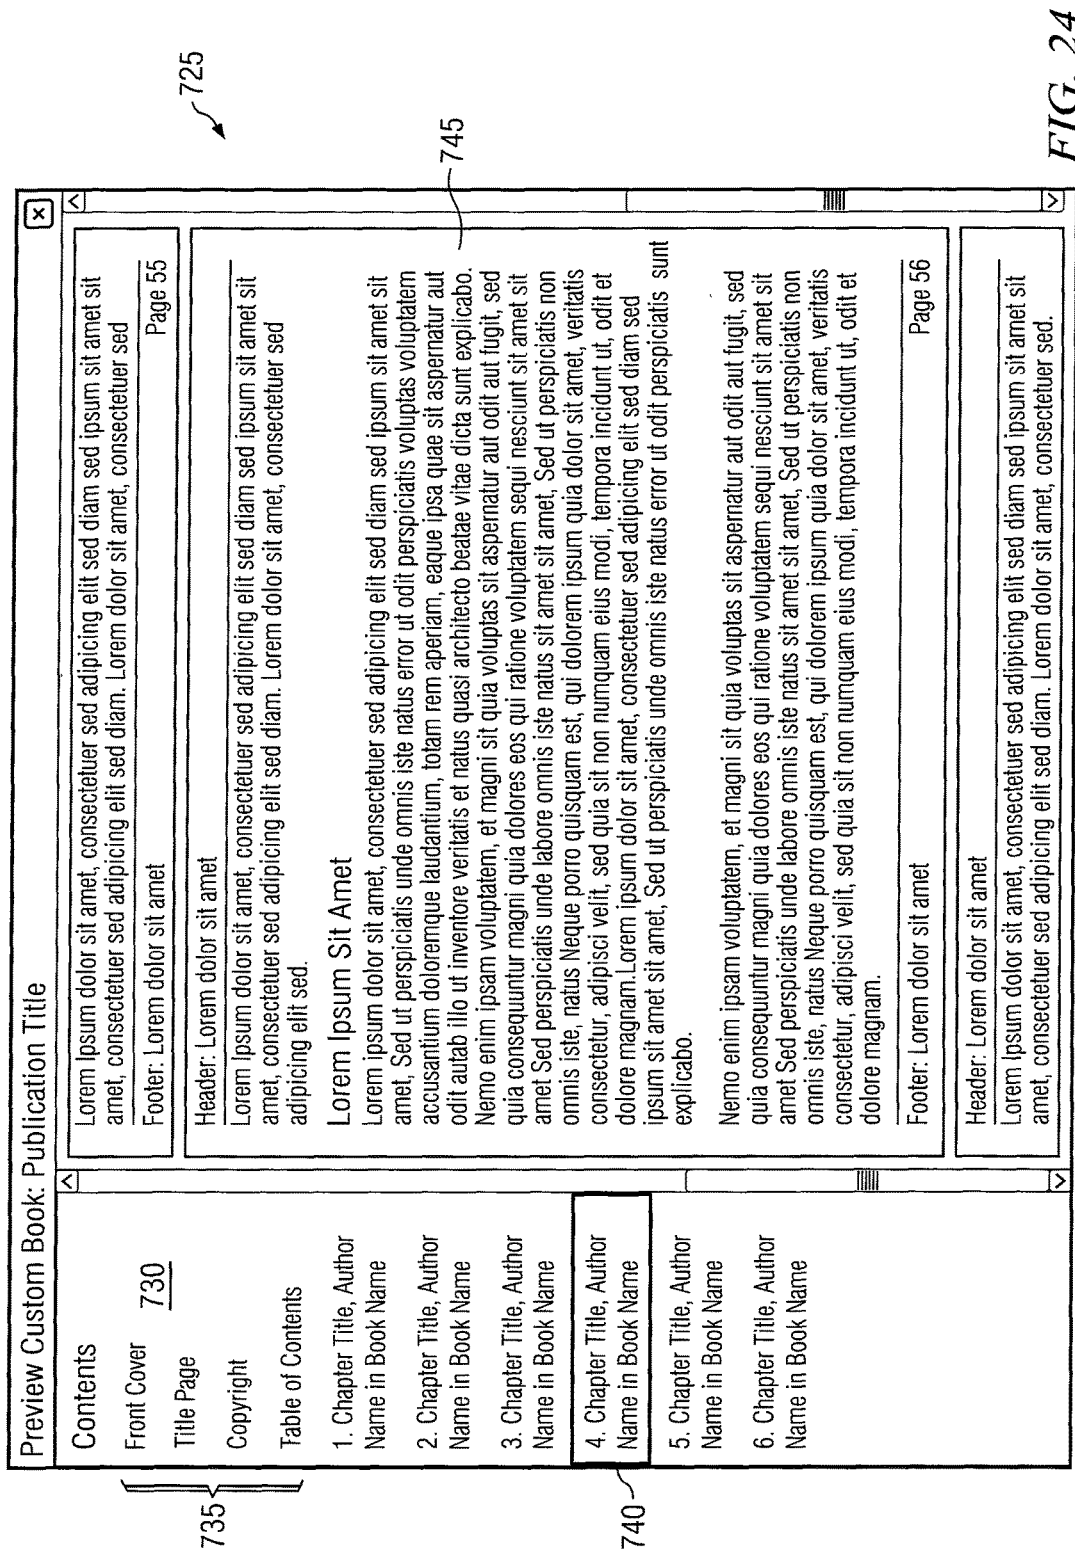 Preview Custom Book: Publication Title
×
Contents
730
Front Cover
Title Page
Copyright
Table of Contents
735
1. Chapter Title, Author
Name in Book Name
2. Chapter Title, Author
Name in Book Name
3. Chapter Title, Author
Name in Book Name
4. Chapter Title, Author
Name in Book Name
740
5. Chapter Title, Author
Name in Book Name
6. Chapter Title, Author
Name in Book Name
Lorem Ipsum dolor sit amet, consectetuer sed adipicing elit sed diam sed ipsum sit amet sit
amet, consectetuer sed adipicing elit sed diam. Lorem dolor sit amet, consectetuer sed
Footer: Lorem dolor sit amet Page 55
Header: Lorem dolor sit amet
Lorem Ipsum dolor sit amet, consectetuer sed adipicing elit sed diam sed ipsum sit amet sit
amet, consectetuer sed adipicing elit sed diam. Lorem dolor sit amet, consectetuer sed
adipicing elit sed.
Lorem Ipsum Sit Amet
Lorem ipsum dolor sit amet, consectetuer sed adipicing elit sed diam sed ipsum sit amet sit
amet, Sed ut perspiciatis unde omnis iste natus error ut odit perspiciatis voluptas voluptatem
accusantium doloremque laudantium, totam rem aperiam, eaque ipsa quae sit aspernatur aut
odit autab illo ut inventore veritatis et natus quasi architecto beatae vitae dicta sunt explicabo.
Nemo enim ipsam voluptatem, et magni sit quia voluptas sit aspernatur aut odit aut fugit, sed
quia consequuntur magni quia dolores eos qui ratione voluptatem sequi nesciunt sit amet sit
amet Sed perspiciatis unde labore omnis iste natus sit amet sit amet, Sed ut perspiciatis non
omnis iste, natus Neque porro quisquam est, qui dolorem ipsum quia dolor sit amet, veritatis
consectetur, adipisci velit, sed quia sit non numquam eius modi, tempora incidunt ut, odit et
dolore magnam.Lorem ipsum dolor sit amet, consectetuer sed adipicing elit sed diam sed
ipsum sit amet sit amet, Sed ut perspiciatis unde omnis iste natus error ut odit perspiciatis sunt
explicabo.
Nemo enim ipsam voluptatem, et magni sit quia voluptas sit aspernatur aut odit aut fugit, sed
quia consequuntur magni quia dolores eos qui ratione voluptatem sequi nesciunt sit amet sit
amet Sed perspiciatis unde labore omnis iste natus sit amet sit amet, Sed ut perspiciatis non
omnis iste, natus Neque porro quisquam est, qui dolorem ipsum quia dolor sit amet, veritatis
consectetur, adipisci velit, sed quia sit non numquam eius modi, tempora incidunt ut, odit et
dolore magnam.
Footer: Lorem dolor sit amet Page 56
Header: Lorem dolor sit amet
Lorem Ipsum dolor sit amet, consectetuer sed adipicing elit sed diam sed ipsum sit amet sit
amet, consectetuer sed adipicing elit sed diam. Lorem dolor sit amet, consectetuer sed.
725
745
FIG. 24